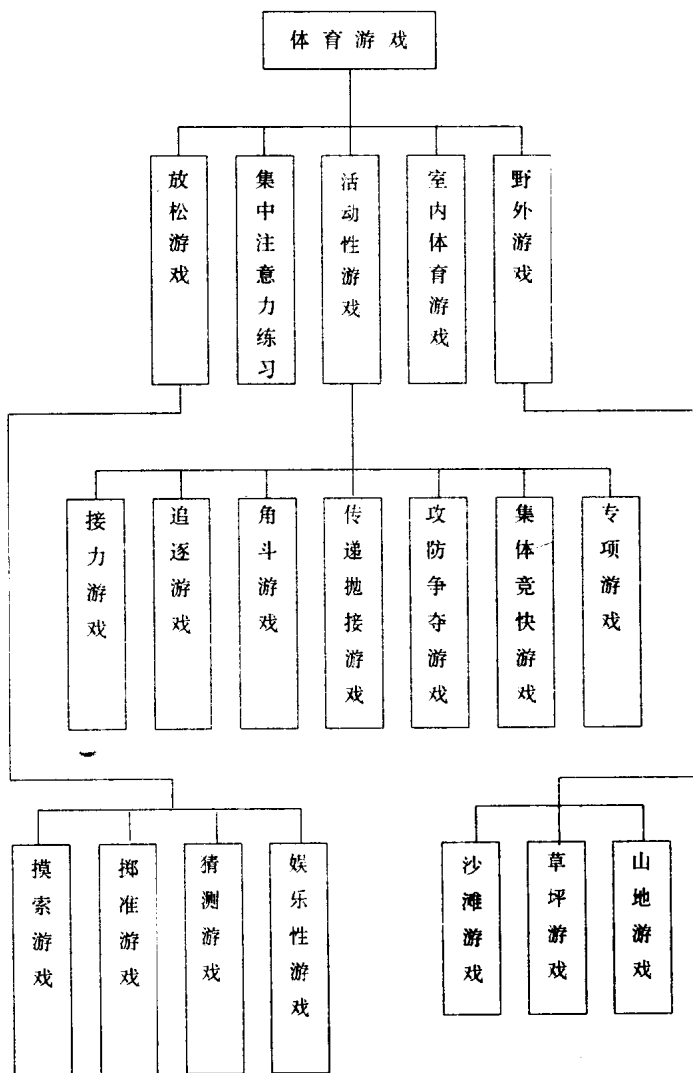 体育游戏
放松游戏
集中注意力练习
活动性游戏
室内体育游戏
野外游戏
接力游戏
追逐游戏
角斗游戏
传递抛接游戏
攻防争夺游戏
集体竞快游戏
专项游戏
摸索游戏
掷准游戏
猜测游戏
娱乐性游戏
沙滩游戏
草坪游戏
山地游戏